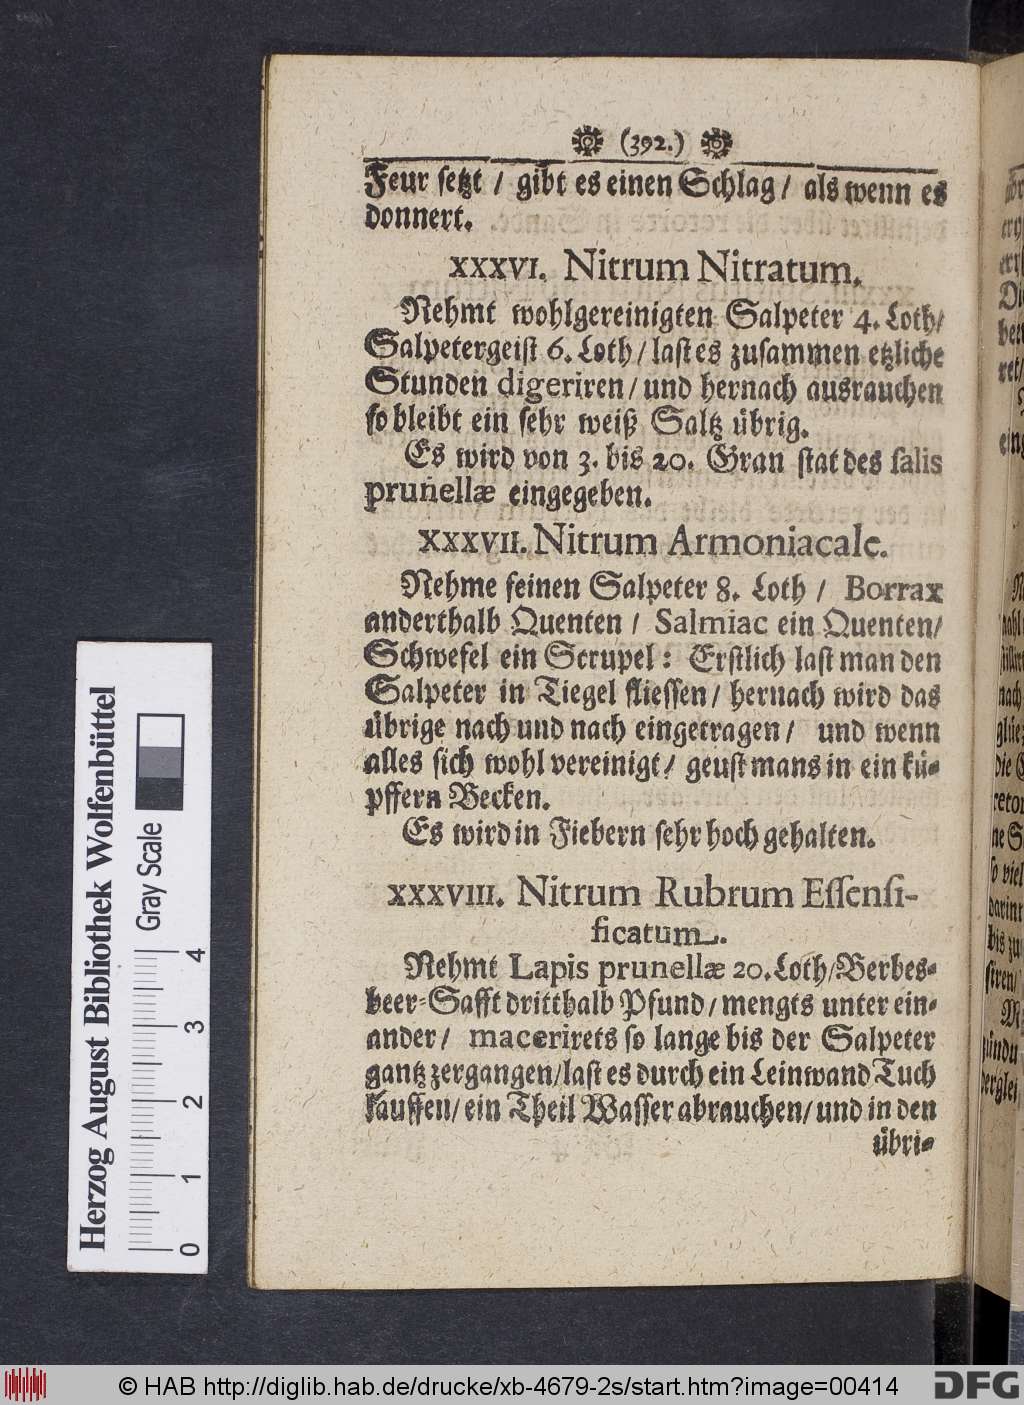 (392.)
Feur setzt / gibt es einen Schlag / als wenn es
donnert.
XXXVI. Nitrum Nitratum.
Nehmt wohlgereinigten Salpeter 4. Loth/
Salpetergeist 6. Loth / last es zusammen etzliche
Stunden digeriren / und hernach ausrauchen
so bleibt ein sehr weiß Saltz übrig.
Es wird von 3. bis 20. Gran stat des salis
prunellæ eingegeben.
XXXVII. Nitrum Armoniacale.
Nehme feinen Salpeter 8. Loth / Borrax
anderthalb Quenten / Salmiac ein Quenten/
Schwefel ein Scrupel: Erstlich last man den
Salpeter in Tiegel fliessen / hernach wird das
übrige nach und nach eingetragen / und wenn
alles sich wohl vereinigt / geust mans in ein kü-
pffern Becken.
Es wird in Fiebern sehr hoch gehalten.
XXXVIII. Nitrum Rubrum Essensi-
ficatum.
Nehmt Lapis prunellæ 20. Loth/Berbes-
beer-Safft dritthalb Pfund / mengts unter ein-
ander / macerirets so lange bis der Salpeter
gantz zergangen/last es durch ein Leinwand Tuch
lauffen/ ein Theil Wasser abrauchen/ und in den
übri-
Herzog August Bibliothek Wolfenbüttel
Gray Scale
0 1 2 3 4
© HAB http://diglib.hab.de/drucke/xb-4679-2s/start.htm?image=00414
DFG